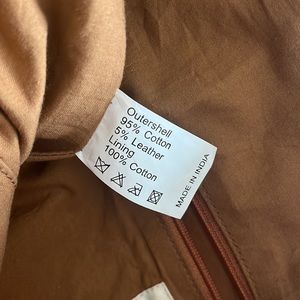 Outershell
95% Cotton
5% Leather
Lining
100% Cotton
MADE IN INDIA